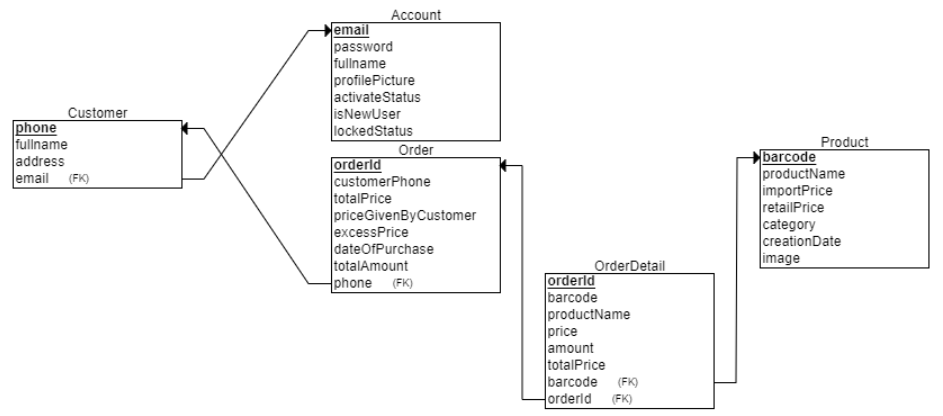 Account
email
password
fullname
profilePicture
activateStatus
isNewUser
lockedStatus
Customer
phone
fullname
address
email (FK)
Order
orderId
customerPhone
totalPrice
priceGivenByCustomer
excessPrice
dateOfPurchase
totalAmount
phone (FK)
Product
barcode
productName
importPrice
retailPrice
category
creationDate
image
OrderDetail
orderId
barcode
productName
price
amount
totalPrice
barcode (FK)
orderId (FK)